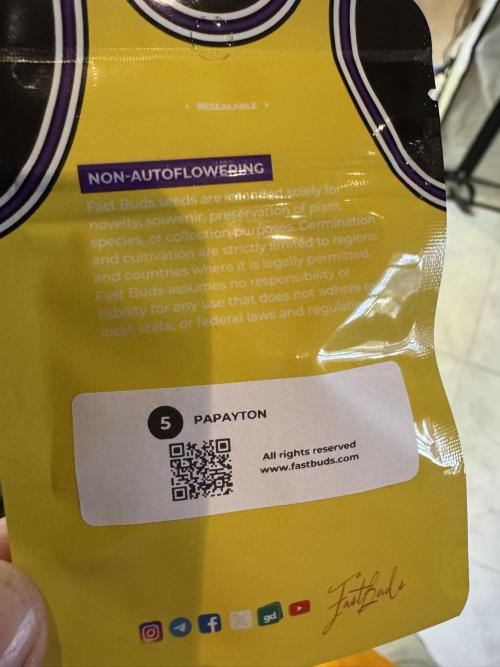 RESEALABLE
NON-AUTOFLOWERING
Fast Buds seeds are intended solely for
novelty, souvenir, preservation of plant
species, or collection purposes. Germination
and cultivation are strictly limited to regions
and countries where it is legally permitted.
Fast Buds assumes no responsibility or
liability for any use that does not adhere to
local, state, or federal laws and regulatio
5 PAPAYTON
All rights reserved
www.fastbuds.com
gd
FastBuds